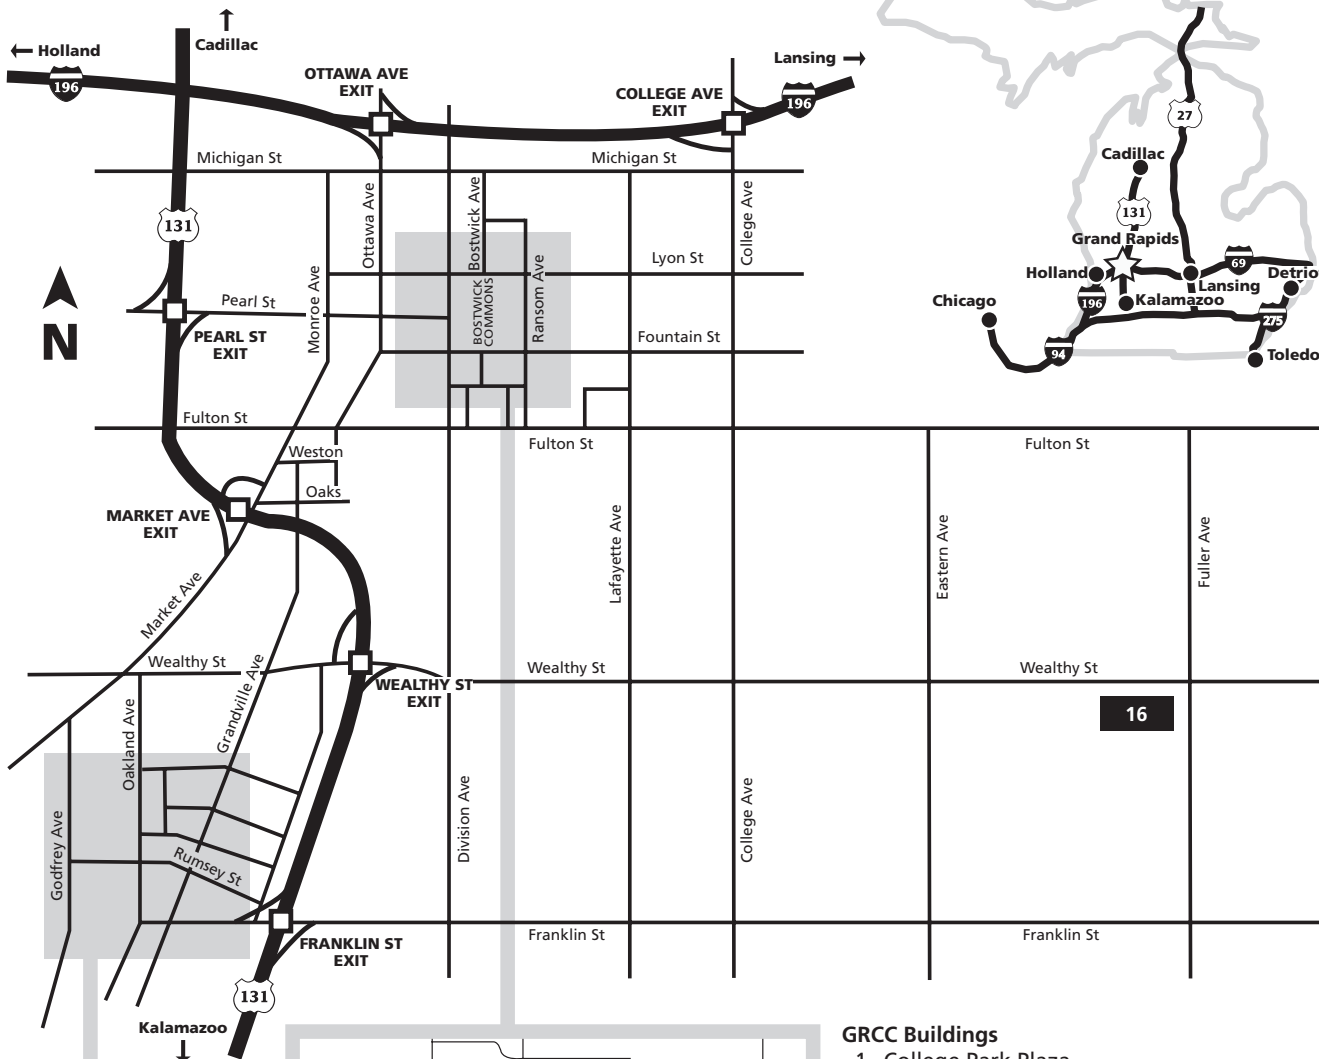 Cadillac
Holland
196
OTTAWA AVE
EXIT
COLLEGE AVE
EXIT
Lansing
196
Michigan St
Michigan St
131
Ottawa Ave
Bostwick Ave
College Ave
Lyon St
Monroe Ave
Pearl St
PEARL ST
EXIT
N
BOSTWICK
COMMONS
Ransom Ave
Fountain St
Fulton St
Fulton St
Fulton St
Weston
Oaks
MARKET AVE
EXIT
Market Ave
Lafayette Ave
Eastern Ave
Fuller Ave
Wealthy St
Wealthy St
Wealthy St
WEALTHY ST
EXIT
16
Grandville Ave
Oakland Ave
Godfrey Ave
Rumsey St
Division Ave
College Ave
FRANKLIN ST
EXIT
Franklin St
Franklin St
131
Kalamazoo
27
Cadillac
131
Grand Rapids
Holland
69
Detrio
Lansing
196
Kalamazoo
Chicago
275
94
Toledo
GRCC Buildings
1 College Park Plaza